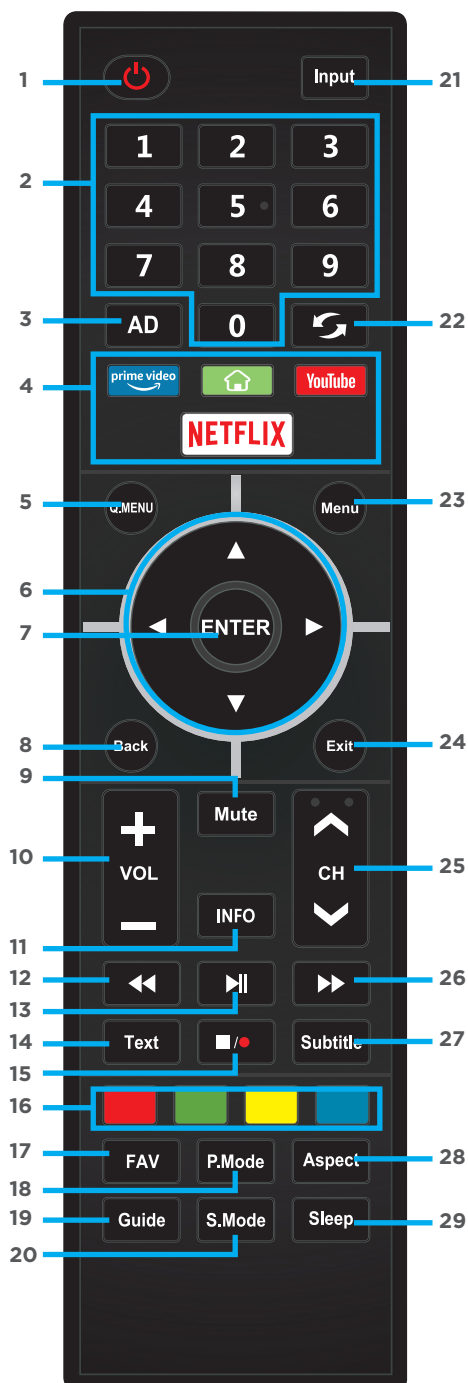 1
Input
21
2
1 2 3
4 5 6
7 8 9
3
AD
0
22
4
prime video
YouTube
NETFLIX
5
Q.MENU
Menu
23
6
7
ENTER
8
Back
Exit
24
9
Mute
10
VOL
CH
25
11
INFO
12
26
13
14
Text
Subtitle
27
15
16
17
FAV
P.Mode
Aspect
28
18
19
Guide
S.Mode
Sleep
29
20